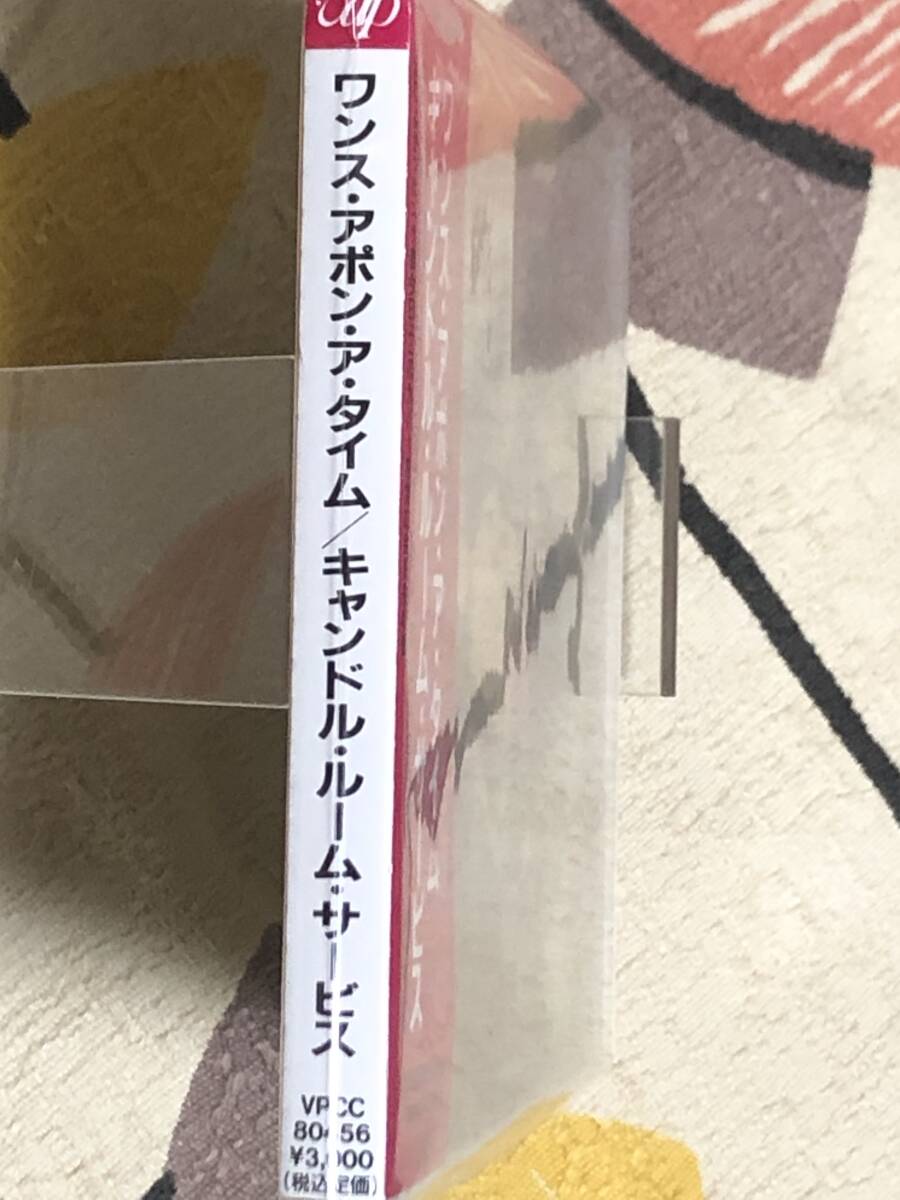 vap
ワンス・アポン・ア・タイム／キャンドル・ルーム・サービス
VPCC
80456
¥3,000
(税込定価)